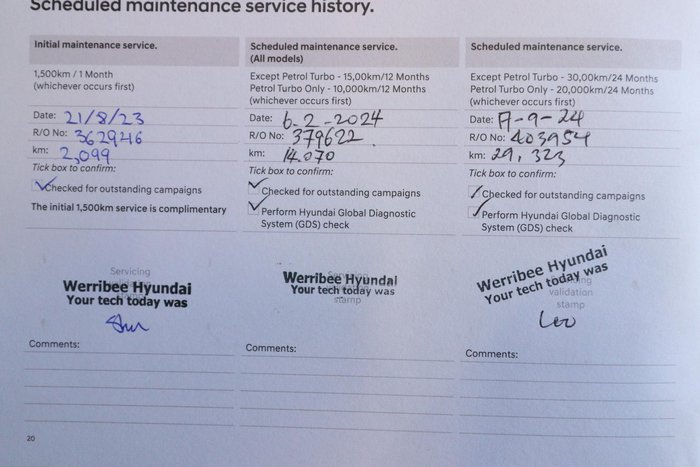 Scheduled maintenance service history.
Initial maintenance service.
1,500km / 1 Month
(whichever occurs first)
Date: 21/8/23
R/O No: 362946
km: 2,099
Tick box to confirm:
Checked for outstanding campaigns
The initial 1,500km service is complimentary
Servicing
Werribee Hyundai
Your tech today was
Comments:
Scheduled maintenance service.
(All models)
Except Petrol Turbo - 15,00km/12 Months
Petrol Turbo Only - 10,000km/12 Months
(whichever occurs first)
Date: 6-2-2024
R/O No: 379622
km: 14,070
Tick box to confirm:
Checked for outstanding campaigns
Perform Hyundai Global Diagnostic
System (GDS) check
Werribee Hyundai
Your tech today was
stamp
Comments:
Scheduled maintenance service.
Except Petrol Turbo - 30,00km/24 Months
Petrol Turbo Only - 20,000km/24 Months
(whichever occurs first)
Date: -9-24
R/O No: 403954
km: 29,323
Tick box to confirm:
Checked for outstanding campaigns
Perform Hyundai Global Diagnostic
System (GDS) check
Werribee Hyundai
Your tech today was
validation
stamp
Leo
Comments:
20